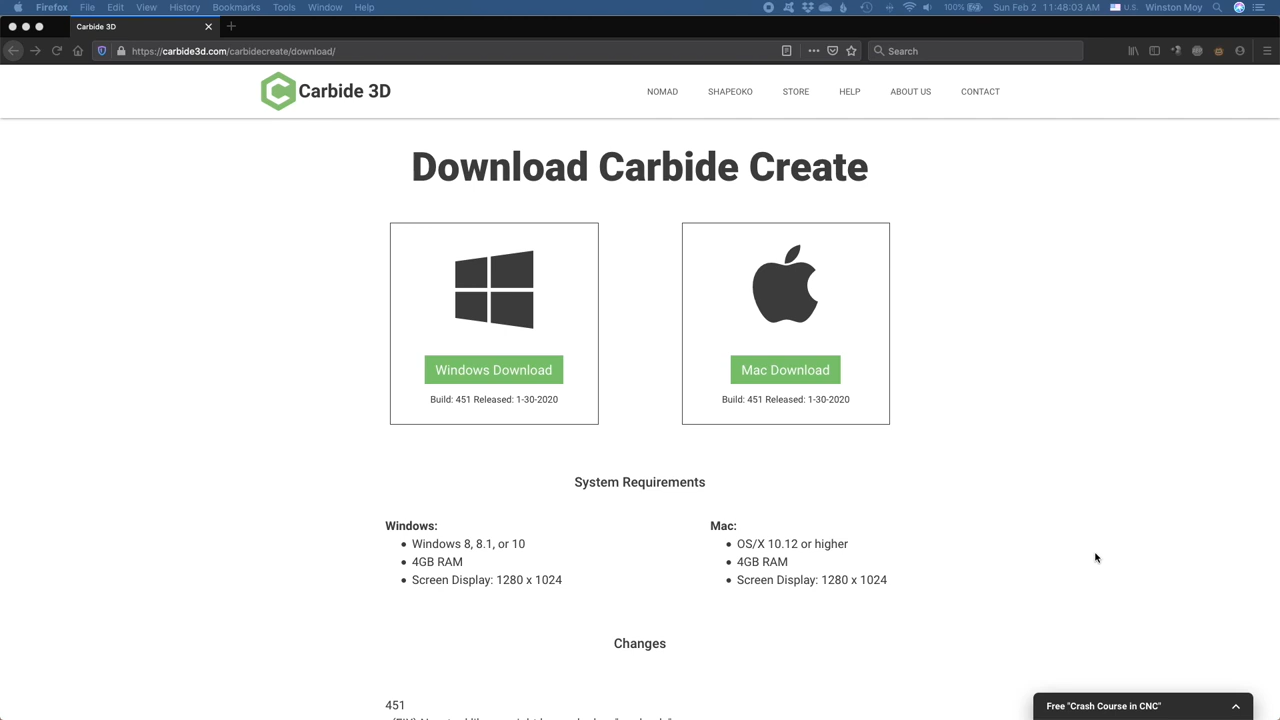 Firefox File Edit View History Bookmarks Tools Window Help 100% Sun Feb 2 11:48:03 AM U.S. Winston Moy
Carbide 3D
https://carbide3d.com/carbidecreate/download/ Search
Carbide 3D NOMAD SHAPEOKO STORE HELP ABOUT US CONTACT
Download Carbide Create
Windows Download
Build: 451 Released: 1-30-2020
Mac Download
Build: 451 Released: 1-30-2020
System Requirements
Windows:
• Windows 8, 8.1, or 10
• 4GB RAM
• Screen Display: 1280 x 1024
Mac:
• OS/X 10.12 or higher
• 4GB RAM
• Screen Display: 1280 x 1024
Changes
451
Free "Crash Course in CNC"